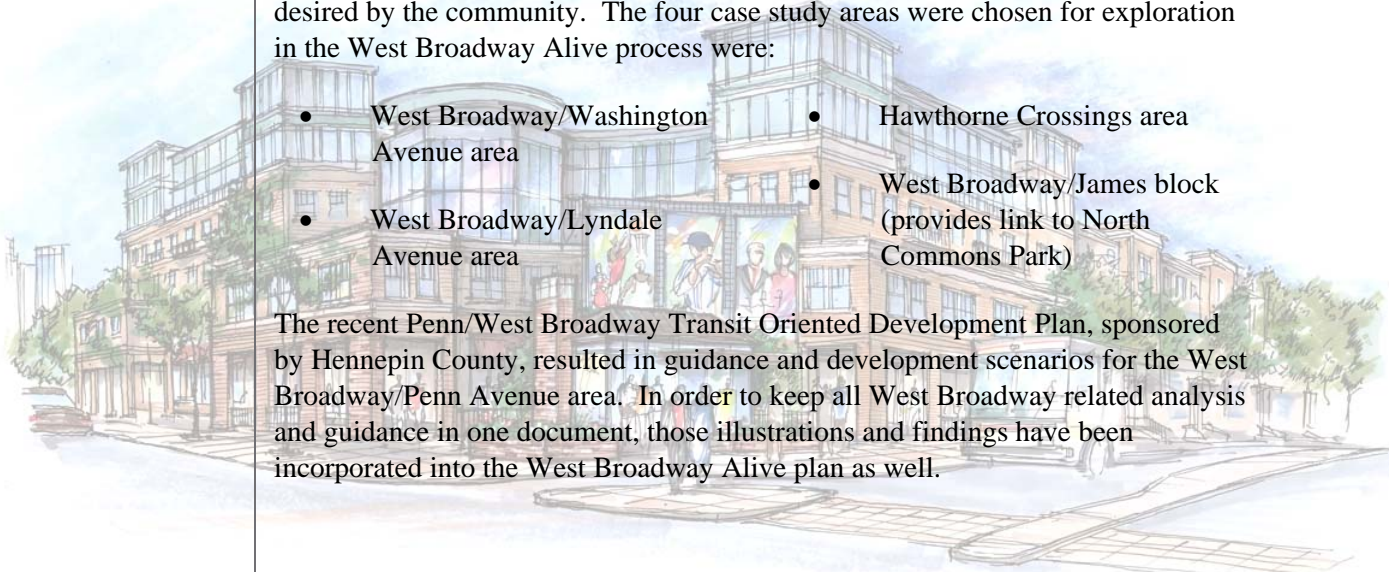 desired by the community.  The four case study areas were chosen for exploration
in the West Broadway Alive process were:
• West Broadway/Washington
Avenue area
• West Broadway/Lyndale
Avenue area
• Hawthorne Crossings area
• West Broadway/James block
(provides link to North
Commons Park)
The recent Penn/West Broadway Transit Oriented Development Plan, sponsored
by Hennepin County, resulted in guidance and development scenarios for the West
Broadway/Penn Avenue area.  In order to keep all West Broadway related analysis
and guidance in one document, those illustrations and findings have been
incorporated into the West Broadway Alive plan as well.